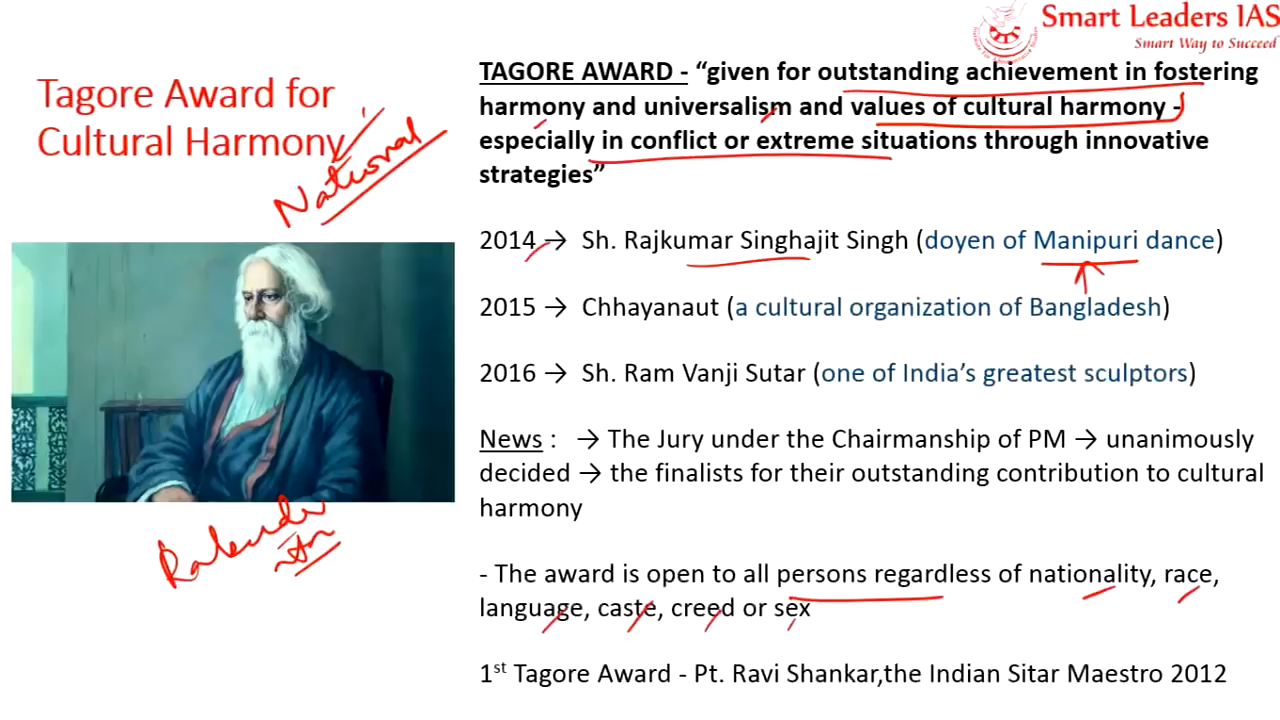 Smart Leaders IAS
Smart Way to Succeed
Tagore Award for
Cultural Harmony
National
TAGORE AWARD - “given for outstanding achievement in fostering
harmony and universalism and values of cultural harmony -
especially in conflict or extreme situations through innovative
strategies”
2014 → Sh. Rajkumar Singhajit Singh (doyen of Manipuri dance)
2015 → Chhayanaut (a cultural organization of Bangladesh)
2016 → Sh. Ram Vanji Sutar (one of India’s greatest sculptors)
News : → The Jury under the Chairmanship of PM → unanimously
decided → the finalists for their outstanding contribution to cultural
harmony
- The award is open to all persons regardless of nationality, race,
language, caste, creed or sex
1st Tagore Award - Pt. Ravi Shankar,the Indian Sitar Maestro 2012